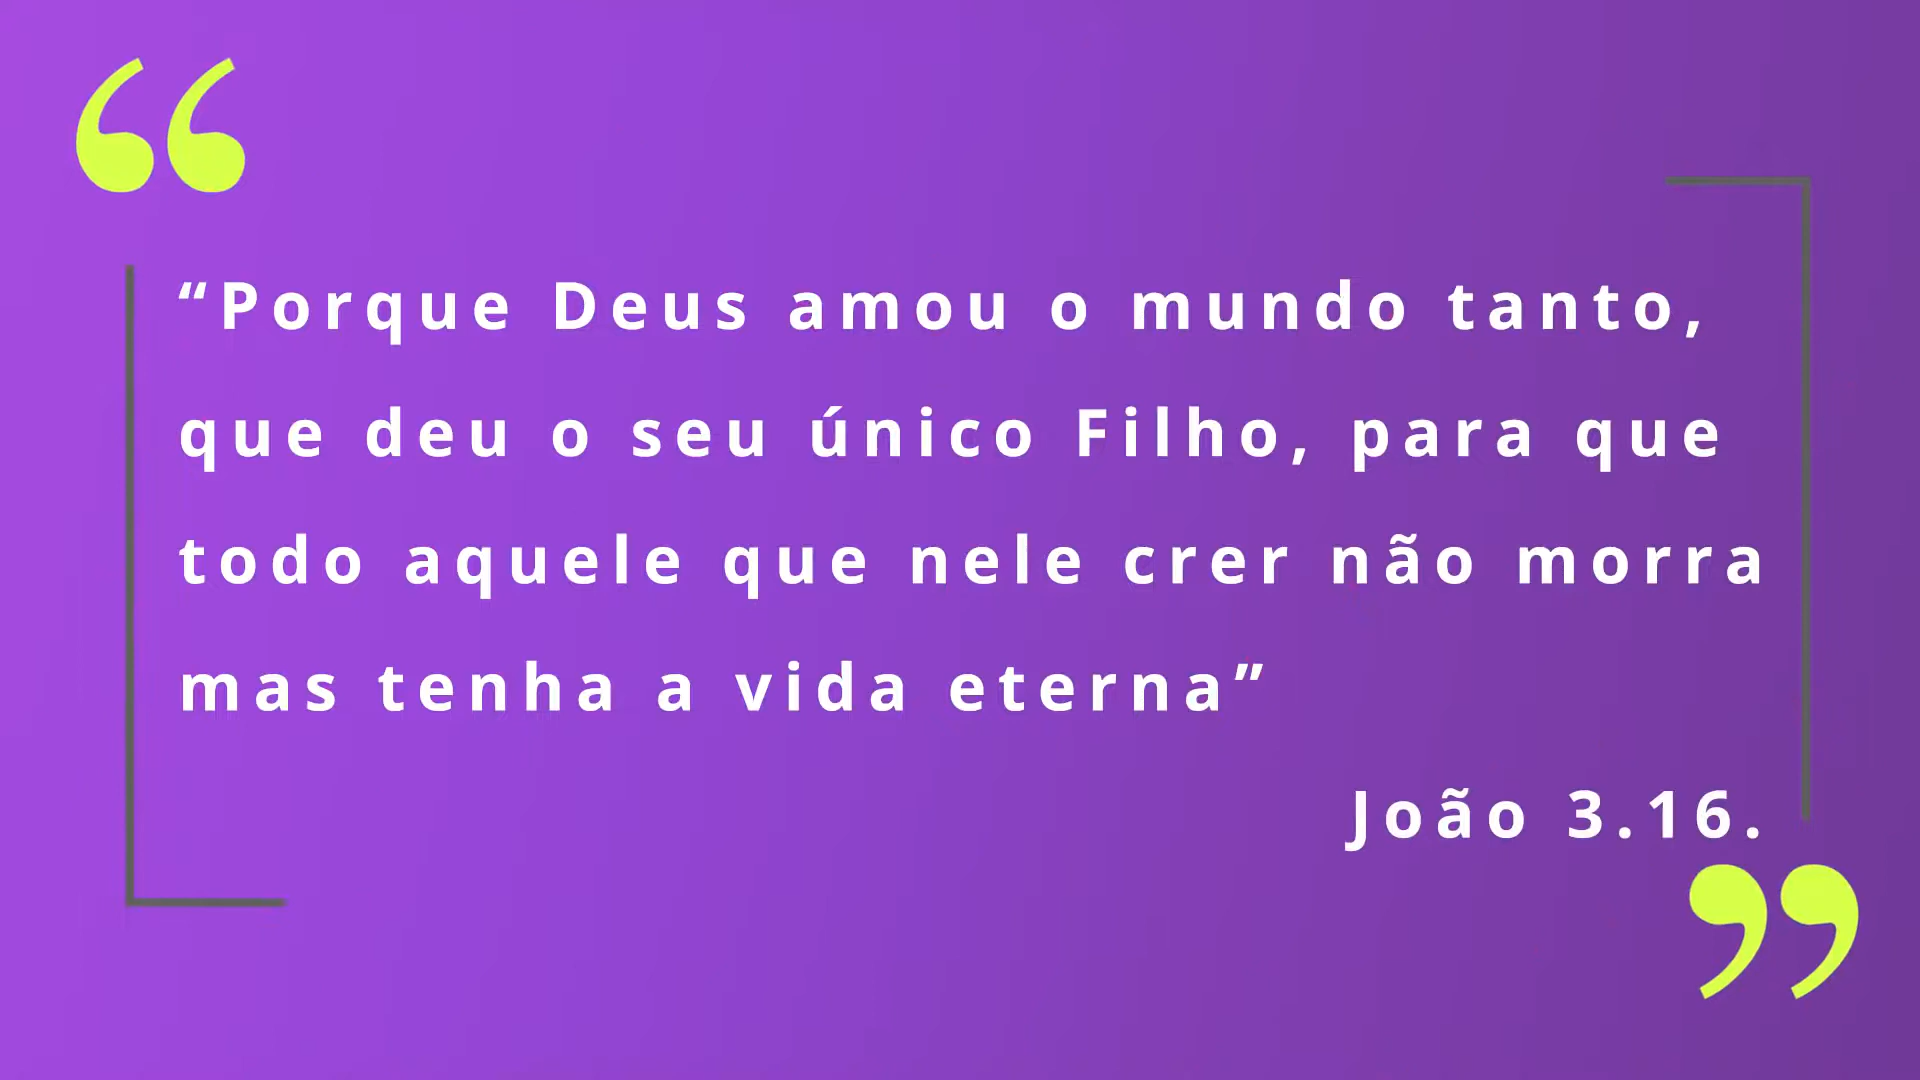 “Porque Deus amou o mundo tanto,
que deu o seu único Filho, para que
todo aquele que nele crer não morra
mas tenha a vida eterna”
João 3.16.